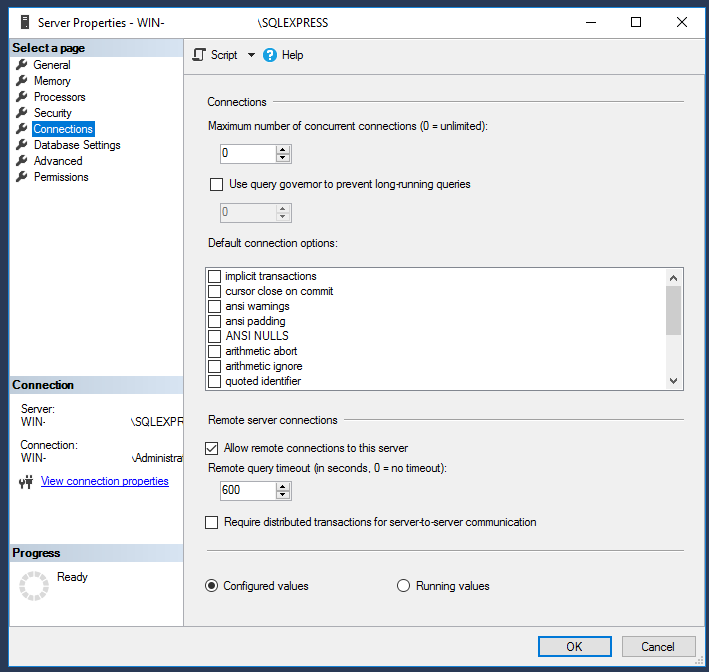 Server Properties - WIN- \SQLEXPRESS
Select a page
General
Memory
Processors
Security
Connections
Database Settings
Advanced
Permissions
Connection
Server:
WIN- \SQLEXPR
Connection:
WIN- \Administra
View connection properties
Progress
Ready
Script Help
Connections
Maximum number of concurrent connections (0 = unlimited):
0
Use query governor to prevent long-running queries
0
Default connection options:
implicit transactions
cursor close on commit
ansi warnings
ansi padding
ANSI NULLS
arithmetic abort
arithmetic ignore
quoted identifier
Remote server connections
Allow remote connections to this server
Remote query timeout (in seconds, 0 = no timeout):
600
Require distributed transactions for server-to-server communication
Configured values Running values
OK Cancel